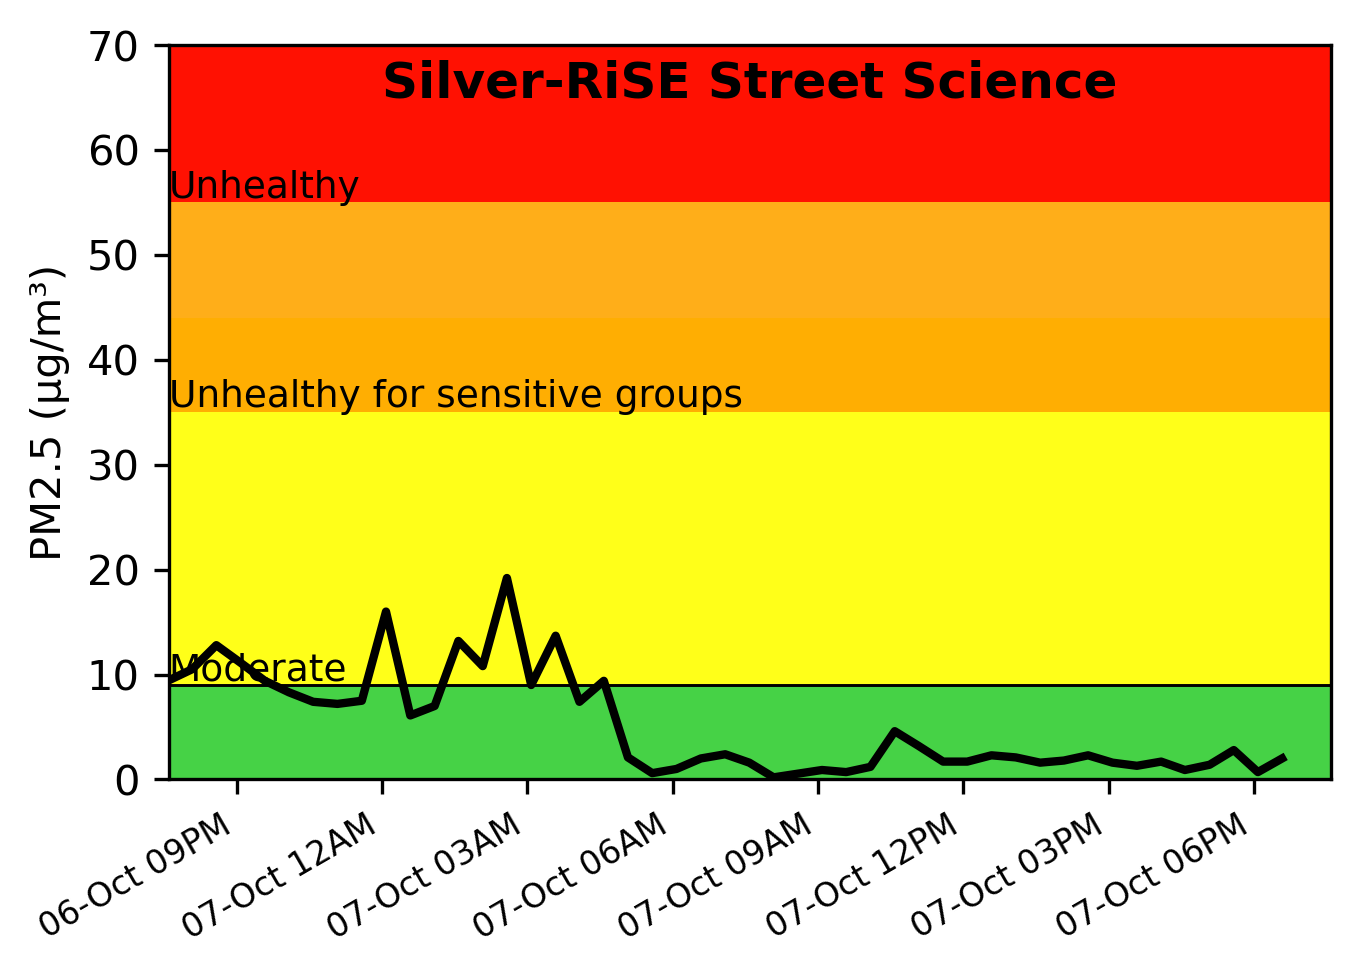 Silver-RiSE Street Science
70
60
50
40
30
20
10
0
PM2.5 (µg/m³)
Unhealthy
Unhealthy for sensitive groups
Moderate
06-Oct 09PM
07-Oct 12AM
07-Oct 03AM
07-Oct 06AM
07-Oct 09AM
07-Oct 12PM
07-Oct 03PM
07-Oct 06PM